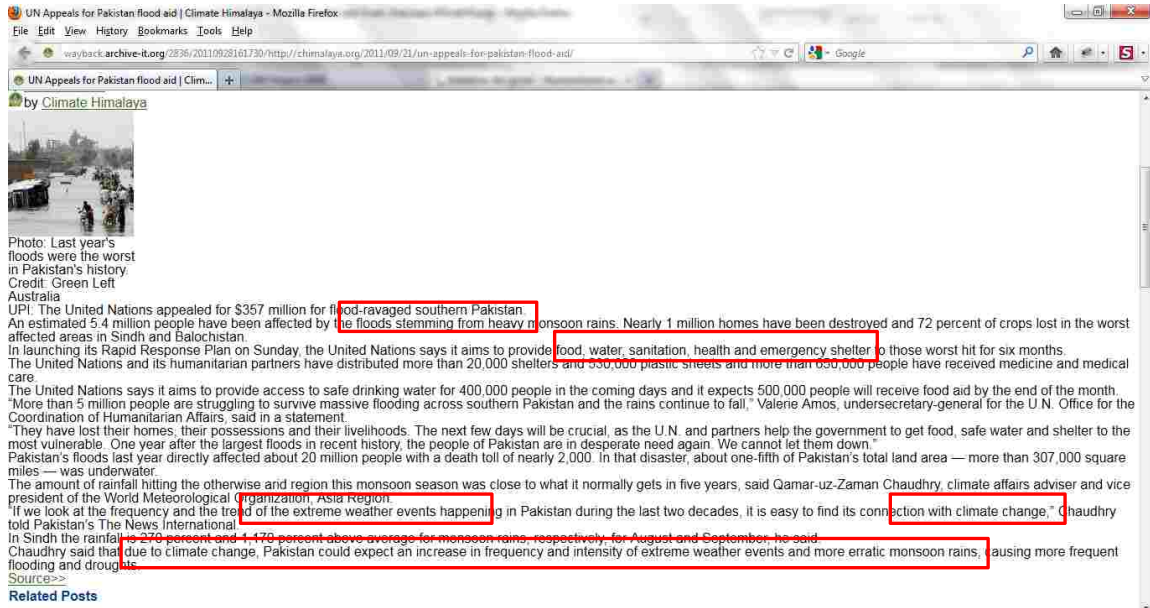 UN Appeals for Pakistan flood aid | Climate Himalaya - Mozilla Firefox
File Edit View History Bookmarks Tools Help
wayback.archive-it.org/2836/20110928161730/http://chimalaya.org/2011/09/21/un-appeals-for-pakistan-flood-aid/
Google
S
UN Appeals for Pakistan flood aid | Clim... +
by Climate Himalaya
Photo: Last year's
floods were the worst
in Pakistan's history.
Credit: Green Left
Australia
UPI: The United Nations appealed for $357 million for flood-ravaged southern Pakistan.
An estimated 5.4 million people have been affected by the floods stemming from heavy monsoon rains. Nearly 1 million homes have been destroyed and 72 percent of crops lost in the worst
affected areas in Sindh and Balochistan.
In launching its Rapid Response Plan on Sunday, the United Nations says it aims to provide food, water, sanitation, health and emergency shelter to those worst hit for six months.
The United Nations and its humanitarian partners have distributed more than 20,000 shelters and 530,000 plastic sheets and more than 650,000 people have received medicine and medical
care.
The United Nations says it aims to provide access to safe drinking water for 400,000 people in the coming days and it expects 500,000 people will receive food aid by the end of the month.
“More than 5 million people are struggling to survive massive flooding across southern Pakistan and the rains continue to fall,” Valerie Amos, undersecretary-general for the U.N. Office for the
Coordination of Humanitarian Affairs, said in a statement.
“They have lost their homes, their possessions and their livelihoods. The next few days will be crucial, as the U.N. and partners help the government to get food, safe water and shelter to the
most vulnerable. One year after the largest floods in recent history, the people of Pakistan are in desperate need again. We cannot let them down.”
Pakistan’s floods last year directly affected about 20 million people with a death toll of nearly 2,000. In that disaster, about one-fifth of Pakistan’s total land area — more than 307,000 square
miles — was underwater.
The amount of rainfall hitting the otherwise arid region this monsoon season was close to what it normally gets in five years, said Qamar-uz-Zaman Chaudhry, climate affairs adviser and vice
president of the World Meteorological Organization, Asia Region.
“If we look at the frequency and the trend of the extreme weather events happening in Pakistan during the last two decades, it is easy to find its connection with climate change,” Chaudhry
told Pakistan’s The News International.
In Sindh the rainfall is 270 percent and 1,170 percent above average for monsoon rains, respectively, for August and September, he said.
Chaudhry said that due to climate change, Pakistan could expect an increase in frequency and intensity of extreme weather events and more erratic monsoon rains, causing more frequent
flooding and droughts.
Source>>
Related Posts